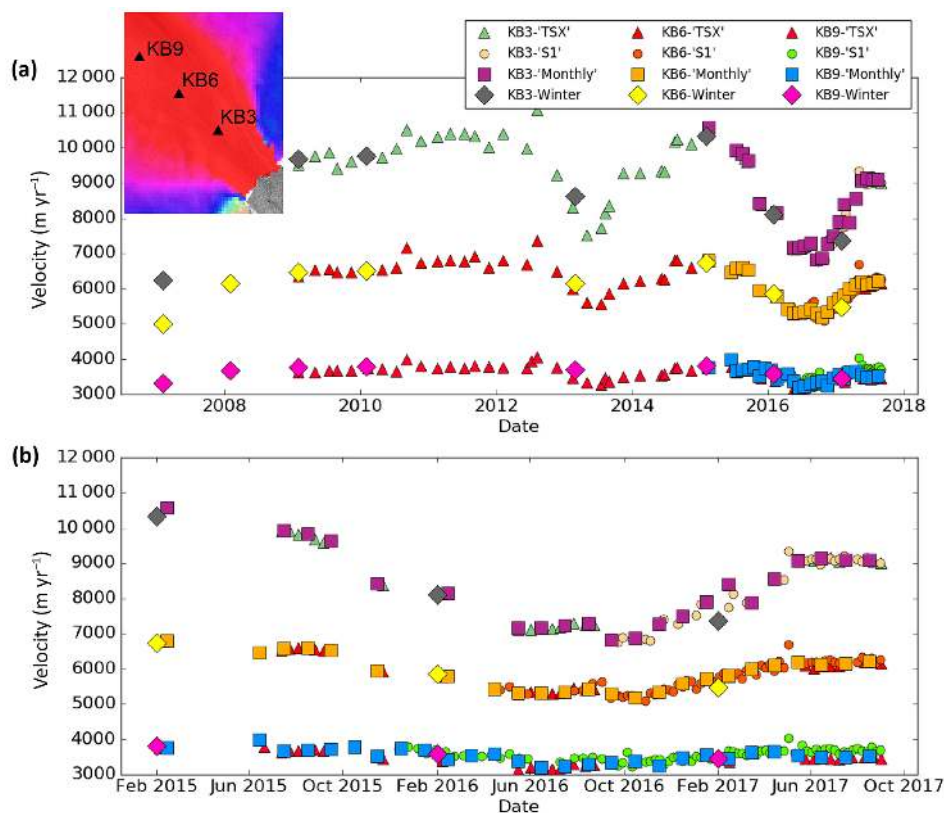 KB9
KB6
KB3
KB3-'TSX' KB6-'TSX' KB9-'TSX'
KB3-'S1' KB6-'S1' KB9-'S1'
KB3-'Monthly' KB6-'Monthly' KB9-'Monthly'
KB3-Winter KB6-Winter KB9-Winter
(a)
12 000
11 000
10 000
9000
8000
7000
6000
5000
4000
3000
Velocity (m yr⁻¹)
2008 2010 2012 2014 2016 2018
Date
(b)
12 000
11 000
10 000
9000
8000
7000
6000
5000
4000
3000
Velocity (m yr⁻¹)
Feb 2015 Jun 2015 Oct 2015 Feb 2016 Jun 2016 Oct 2016 Feb 2017 Jun 2017 Oct 2017
Date